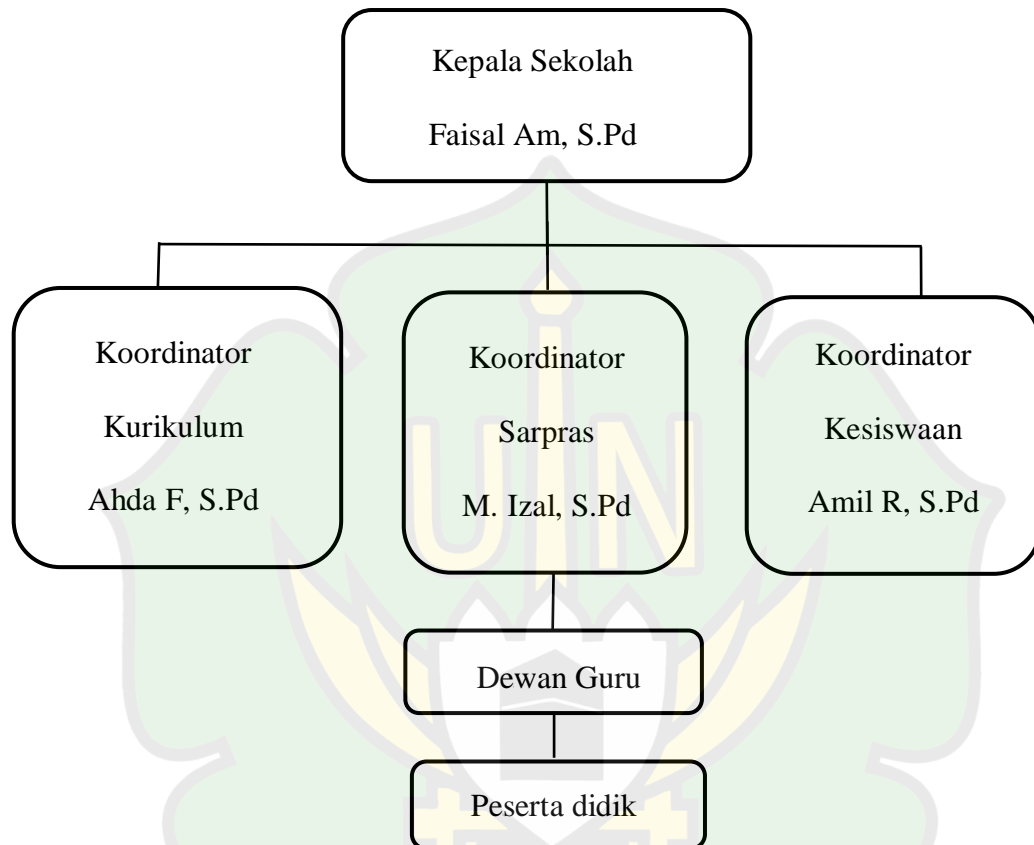 Kepala Sekolah
Faisal Am, S.Pd
Koordinator
Kurikulum
Ahda F, S.Pd
Koordinator
Sarpras
M. Izal, S.Pd
Koordinator
Kesiswaan
Amil R, S.Pd
UIN
Dewan Guru
Peserta didik